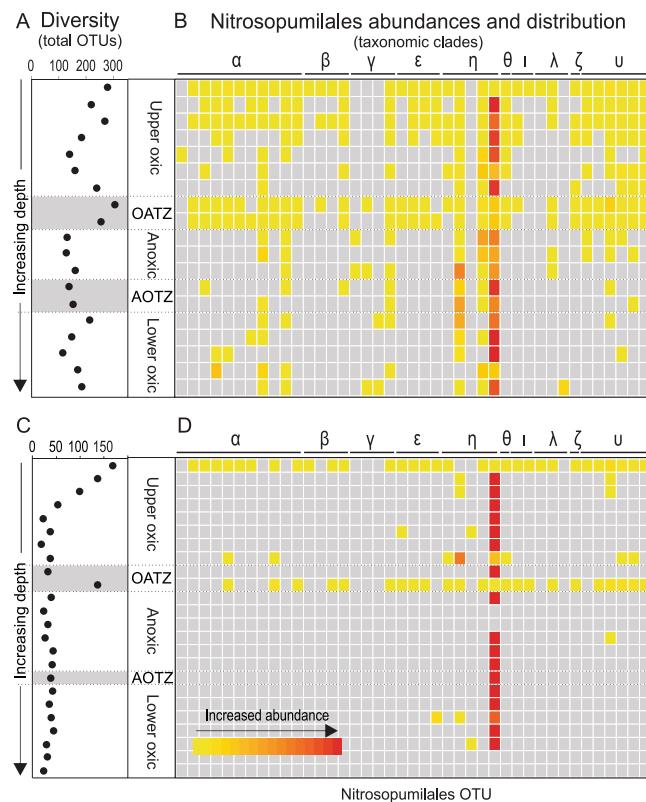 A Diversity
(total OTUs)
0 100 200 300
B Nitrosopumilales abundances and distribution
(taxonomic clades)
α β γ ε η θ ι λ ζ υ
Increasing depth
Upper oxic
OATZ
Anoxic
AOTZ
Lower oxic
C
0 50 100 150
D
α β γ ε η θ ι λ ζ υ
Increasing depth
Upper oxic
OATZ
Anoxic
AOTZ
Lower oxic
Increased abundance
Nitrosopumilales OTU